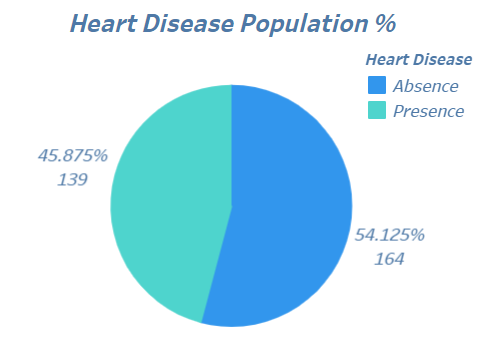 Heart Disease Population %
Heart Disease
Absence
Presence
45.875%
139
54.125%
164